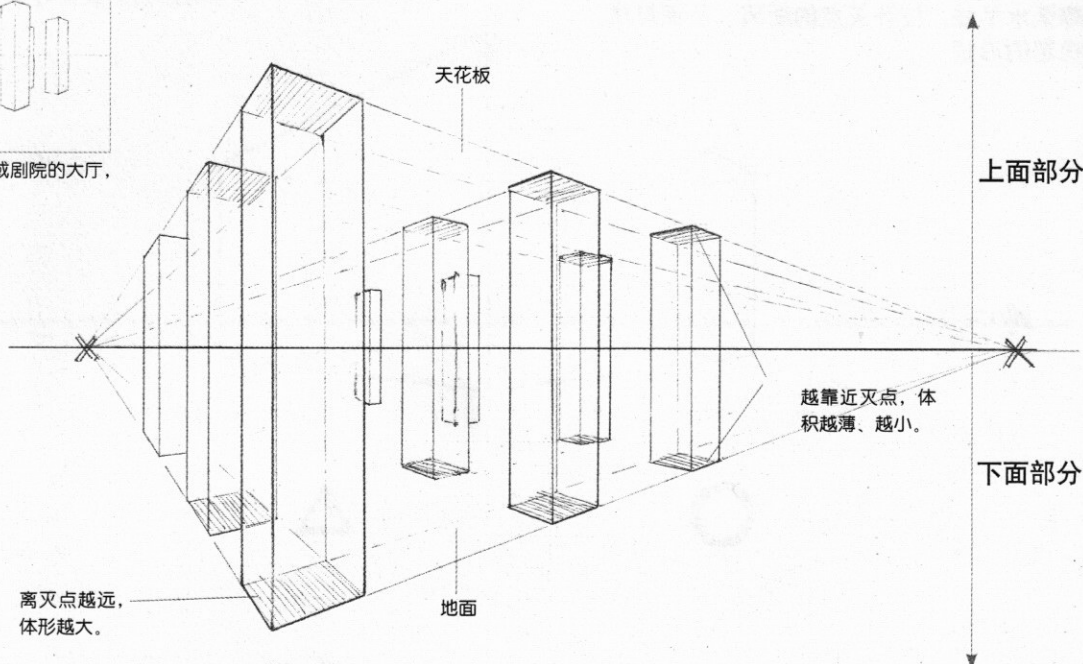 天花板
或剧院的大厅，
上面部分
越靠近灭点，体
积越薄、越小。
下面部分
离灭点越远，
体形越大。
地面